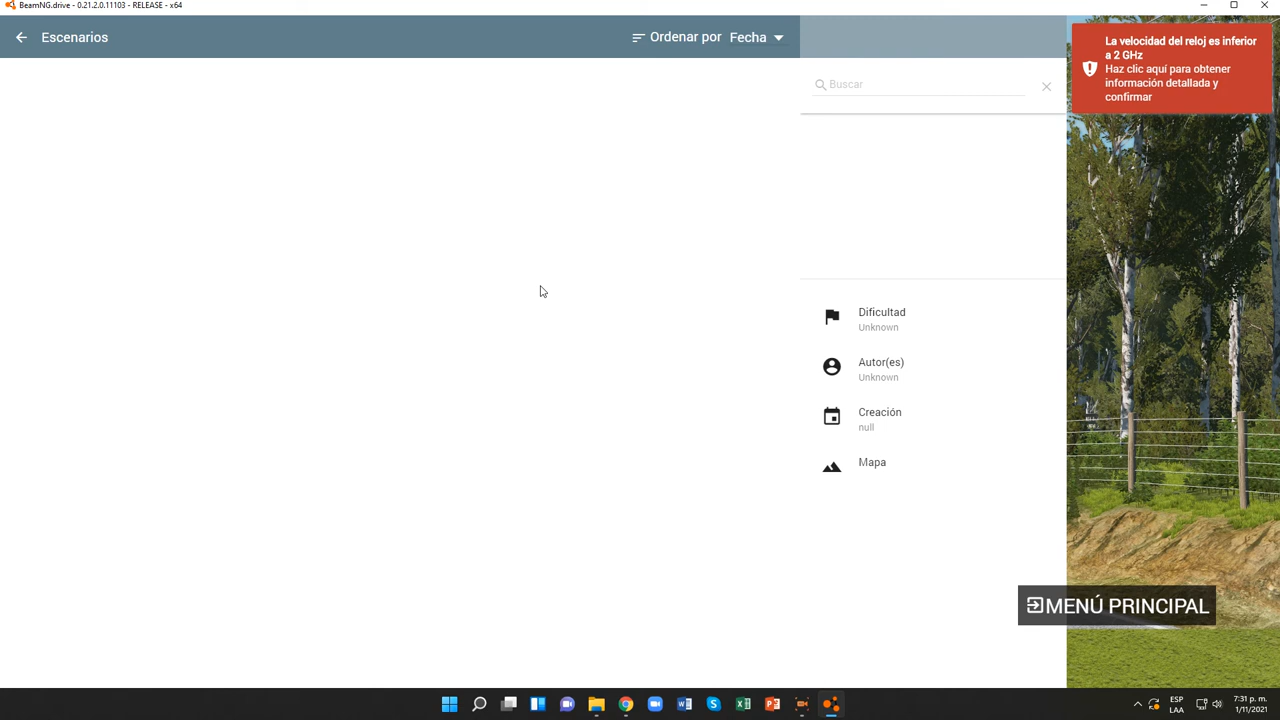 BeamNG.drive - 0.21.2.0.11103 - RELEASE - x64
Escenarios
Ordenar por Fecha
La velocidad del reloj es inferior
a 2 GHz
Haz clic aquí para obtener
información detallada y
confirmar
Buscar
Dificultad
Unknown
Autor(es)
Unknown
Creación
null
Mapa
MENÚ PRINCIPAL
ESP
LAA
7:31 p. m.
1/11/2021